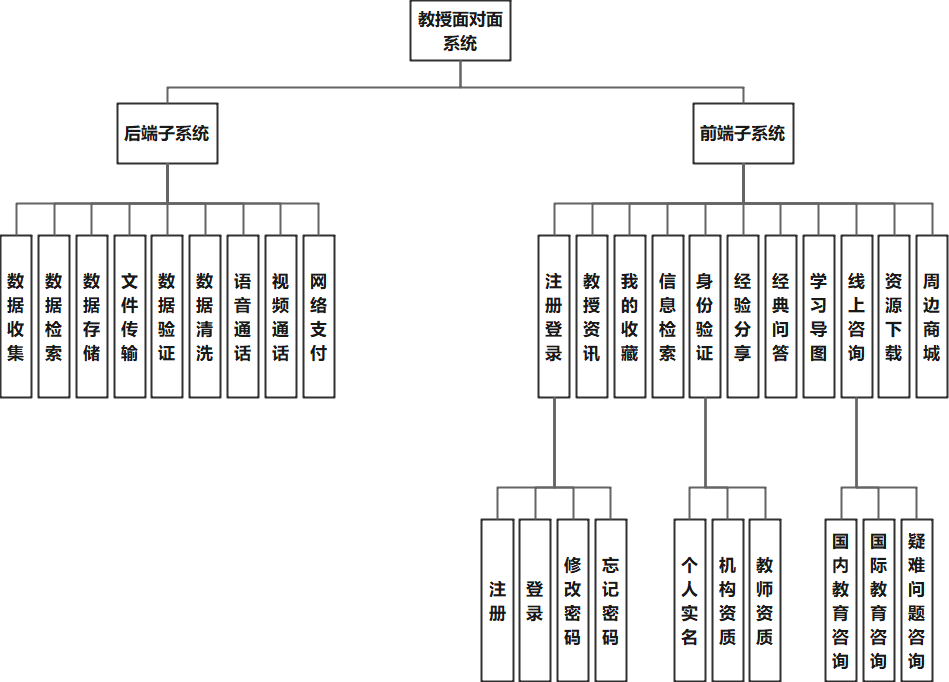 教授面对面
系统
后端子系统
前端子系统
数据收集
数据检索
数据存储
文件传输
数据验证
数据清洗
语音通话
视频通话
网络支付
注册登录
教授资讯
我的收藏
信息检索
身份验证
经验分享
经典问答
学习导图
线上咨询
资源下载
周边商城
注册
登录
修改密码
忘记密码
个人实名
机构资质
教师资质
国内教育咨询
国际教育咨询
疑难问题咨询